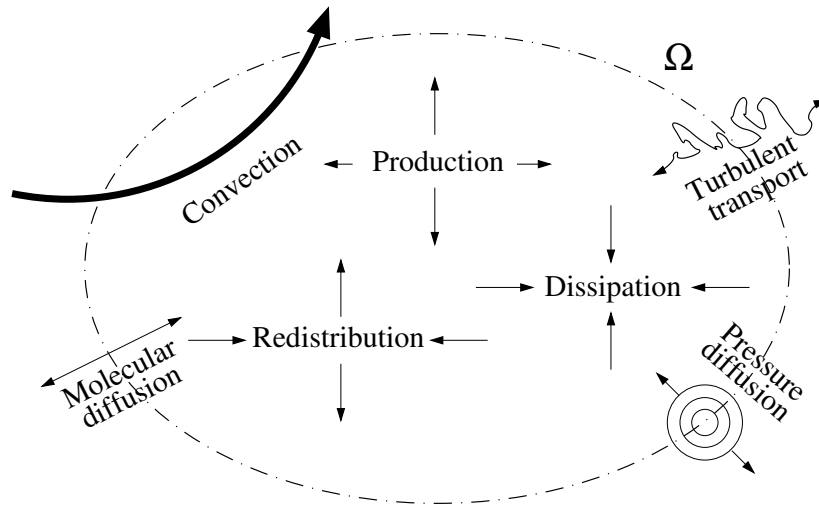 Ω
Convection
Production
Turbulent
transport
Dissipation
Redistribution
Molecular
diffusion
Pressure
diffusion